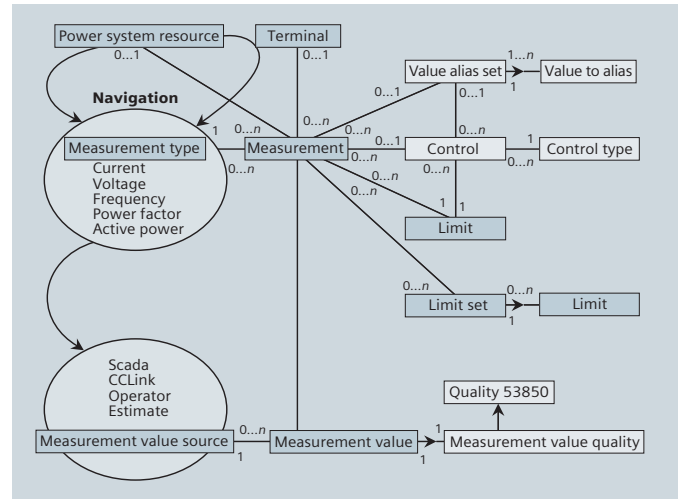 Power system resource
Terminal
0...1
0...1
1...n
Value alias set
Value to alias
0...1
0...1
1
Navigation
0...n
0...n
1
0...n
0...n
0...1
1
Measurement type
Measurement
Control
Control type
0...n
0...n
0...n
0...n
0...n
0...n
Current
Voltage
Frequency
Power factor
Active power
1
1
Limit
0...n
0...n
Limit set
Limit
1
Scada
CCLink
Operator
Estimate
Quality 53850
0...n
1
Measurement value source
Measurement value
Measurement value quality
1
1